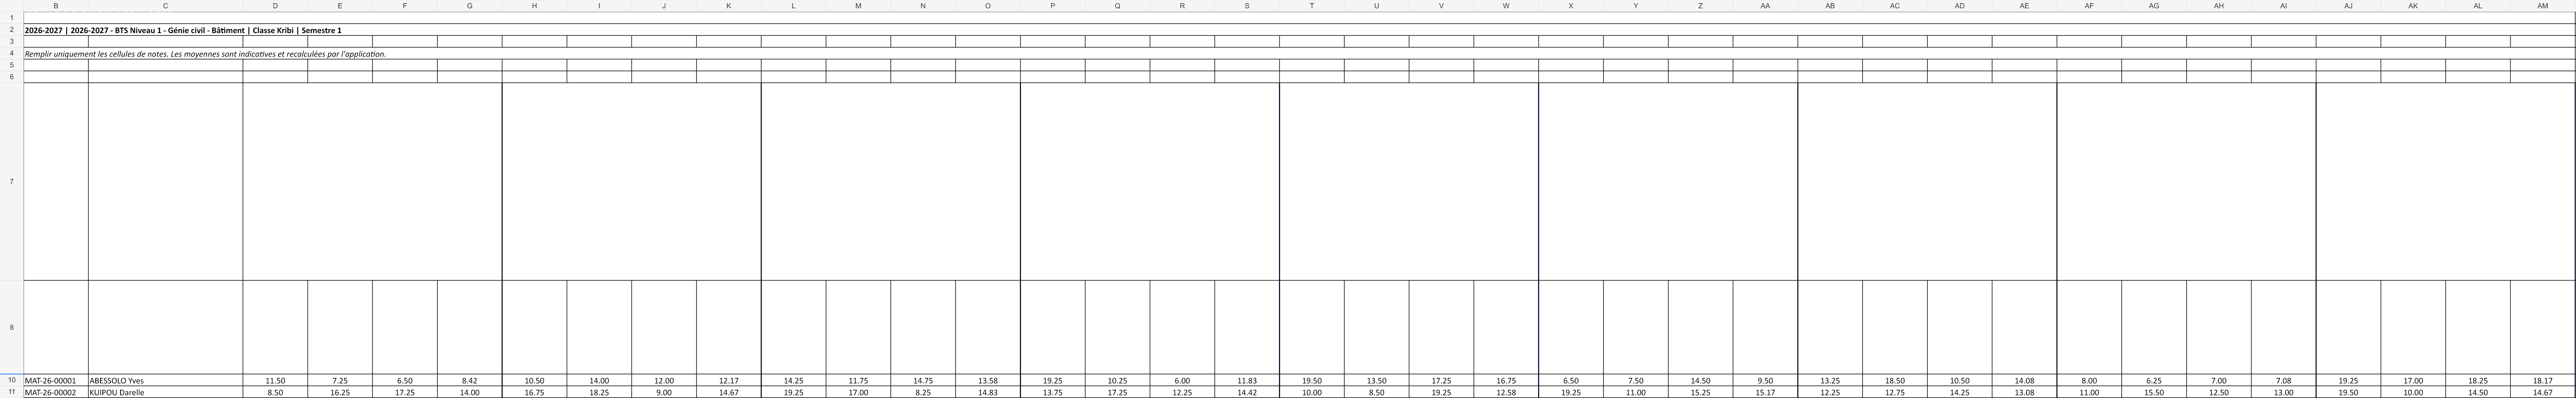 B C D E F G H I J K L M N O P Q R S T U V W X Y Z AA AB AC AD AE AF AG AH AI AJ AK AL AM
1
2 2026-2027 | 2026-2027 - BTS Niveau 1 - Génie civil - Bâtiment | Classe Kribi | Semestre 1
3
4 Remplir uniquement les cellules de notes. Les moyennes sont indicatives et recalculées par l'application.
5
6
7
8
10 MAT-26-00001 ABESSOLO Yves 11.50 7.25 6.50 8.42 10.50 14.00 12.00 12.17 14.25 11.75 14.75 13.58 19.25 10.25 6.00 11.83 19.50 13.50 17.25 16.75 6.50 7.50 14.50 9.50 13.25 18.50 10.50 14.08 8.00 6.25 7.00 7.08 19.25 17.00 18.25 18.17
11 MAT-26-00002 KUIPOU Darelle 8.50 16.25 17.25 14.00 16.75 18.25 9.00 14.67 19.25 17.00 8.25 14.83 13.75 17.25 12.25 14.42 10.00 8.50 19.25 12.58 19.25 11.00 15.25 15.17 12.25 12.75 14.25 13.08 11.00 15.50 12.50 13.00 19.50 10.00 14.50 14.67